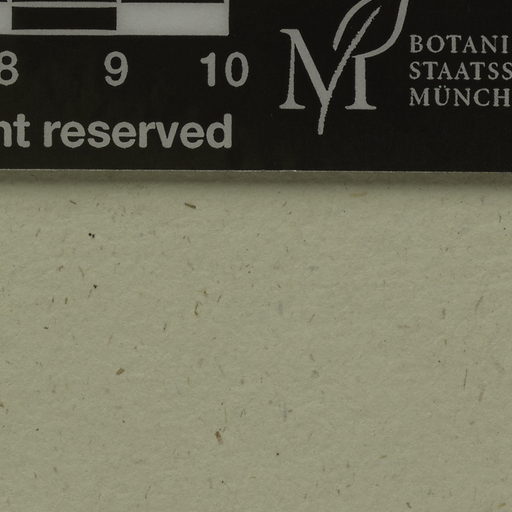 8 9 10
nt reserved
M
BOTANI
STAATSS
MÜNCH